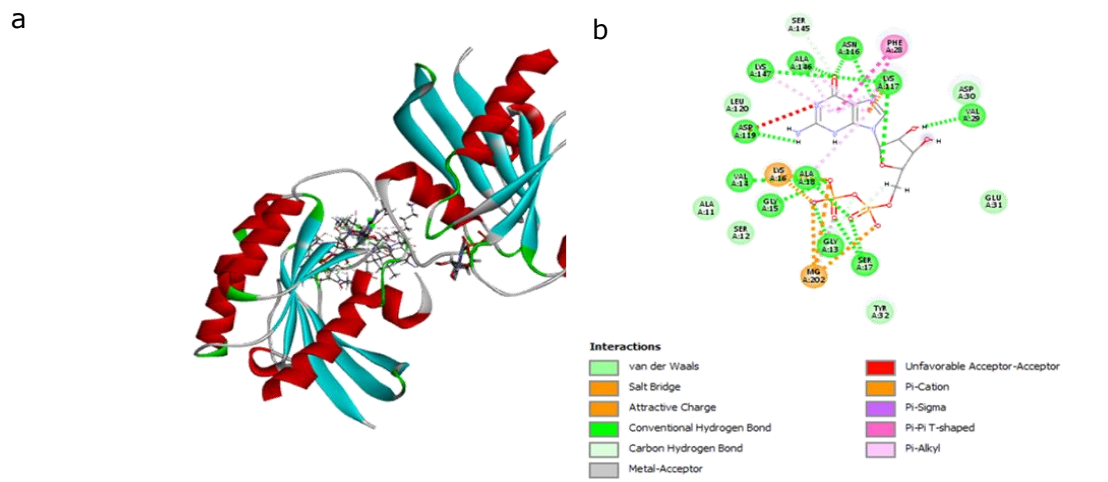 a
b
SER
A:145
ASN
A:116
PHE
A:28
ALA
A:146
LYS
A:147
LYS
A:117
LEU
A:120
ASP
A:30
VAL
A:29
ASP
A:119
H
H
N
H
H
H
LYS
A:16
ALA
A:18
VAL
A:14
GLY
A:15
H
H
GLU
A:31
ALA
A:11
SER
A:12
GLY
A:13
SER
A:17
MG
A:202
TYR
A:32
Interactions
van der Waals
Salt Bridge
Attractive Charge
Conventional Hydrogen Bond
Carbon Hydrogen Bond
Metal-Acceptor
Unfavorable Acceptor-Acceptor
Pi-Cation
Pi-Sigma
Pi-Pi T-shaped
Pi-Alkyl